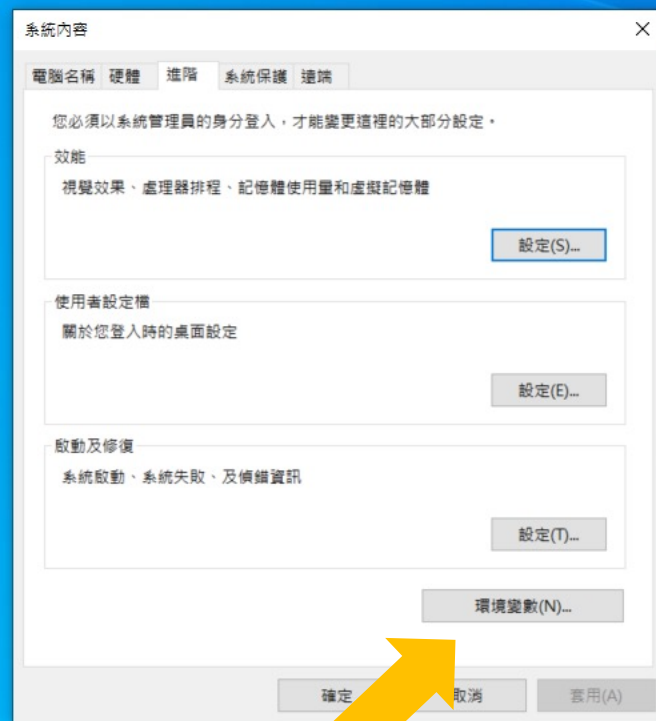 系統內容
電腦名稱 硬體 進階 系統保護 遠端
您必須以系統管理員的身分登入，才能變更這裡的大部分設定。
效能
視覺效果、處理器排程、記憶體使用量和虛擬記憶體
設定(S)...
使用者設定檔
關於您登入時的桌面設定
設定(E)...
啟動及修復
系統啟動、系統失敗、及偵錯資訊
設定(T)...
環境變數(N)...
確定 取消 套用(A)